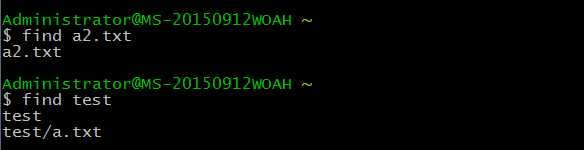 Administrator@MS-20150912WOAH ~
$ find a2.txt
a2.txt
Administrator@MS-20150912WOAH ~
$ find test
test
test/a.txt